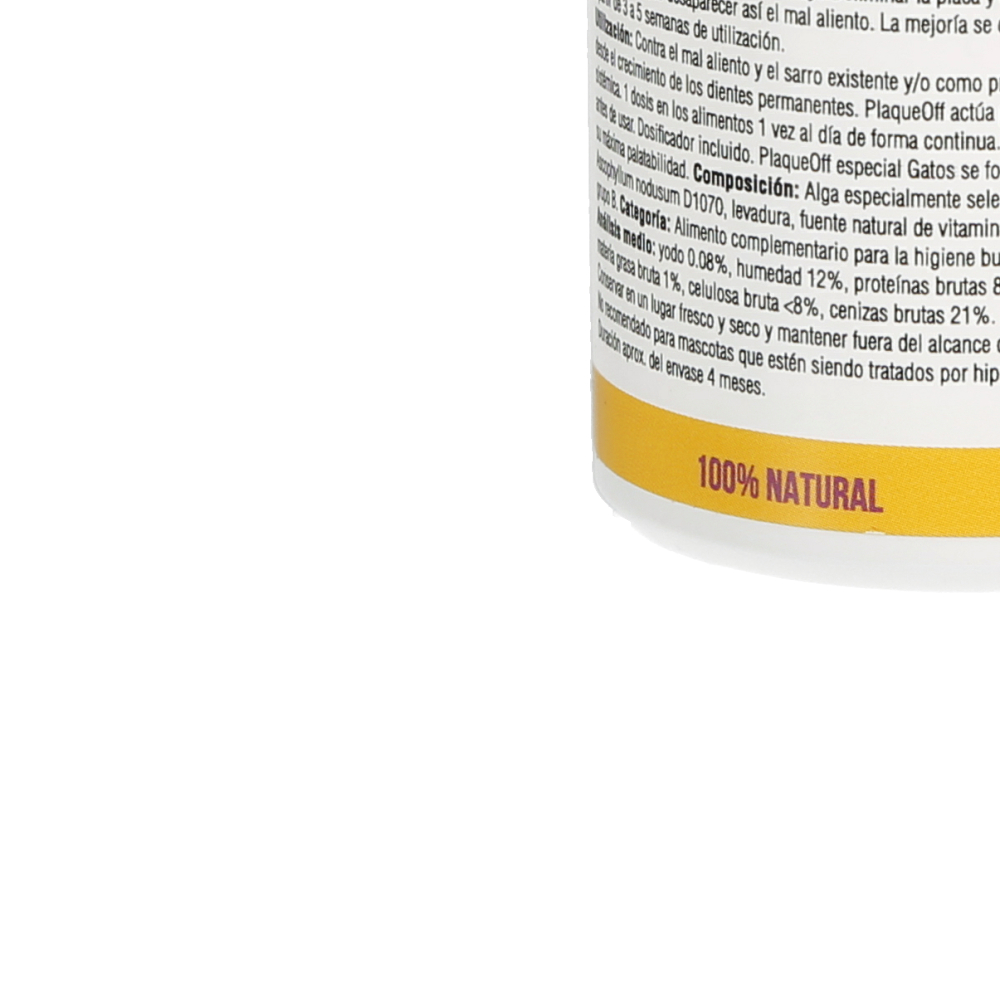 desaparecer así el mal aliento. La mejoría se
de 3 a 5 semanas de utilización.
Utilización: Contra el mal aliento y el sarro existente y/o como
desde el crecimiento de los dientes permanentes. PlaqueOff actúa
sistémica. 1 dosis en los alimentos 1 vez al día de forma continua.
antes de usar. Dosificador incluido. PlaqueOff especial Gatos se
su máxima palatabilidad. Composición: Alga especialmente
Ascophyllum nodusum D1070, levadura, fuente natural de
grupo B. Categoría: Alimento complementario para la higiene
Análisis medio: yodo 0.08%, humedad 12%, proteínas brutas
materia grasa bruta 1%, celulosa bruta <8%, cenizas brutas 21%.
Conservar en un lugar fresco y seco y mantener fuera del alcance
No recomendado para mascotas que estén siendo tratados por
Duración aprox. del envase 4 meses.
100% NATURAL